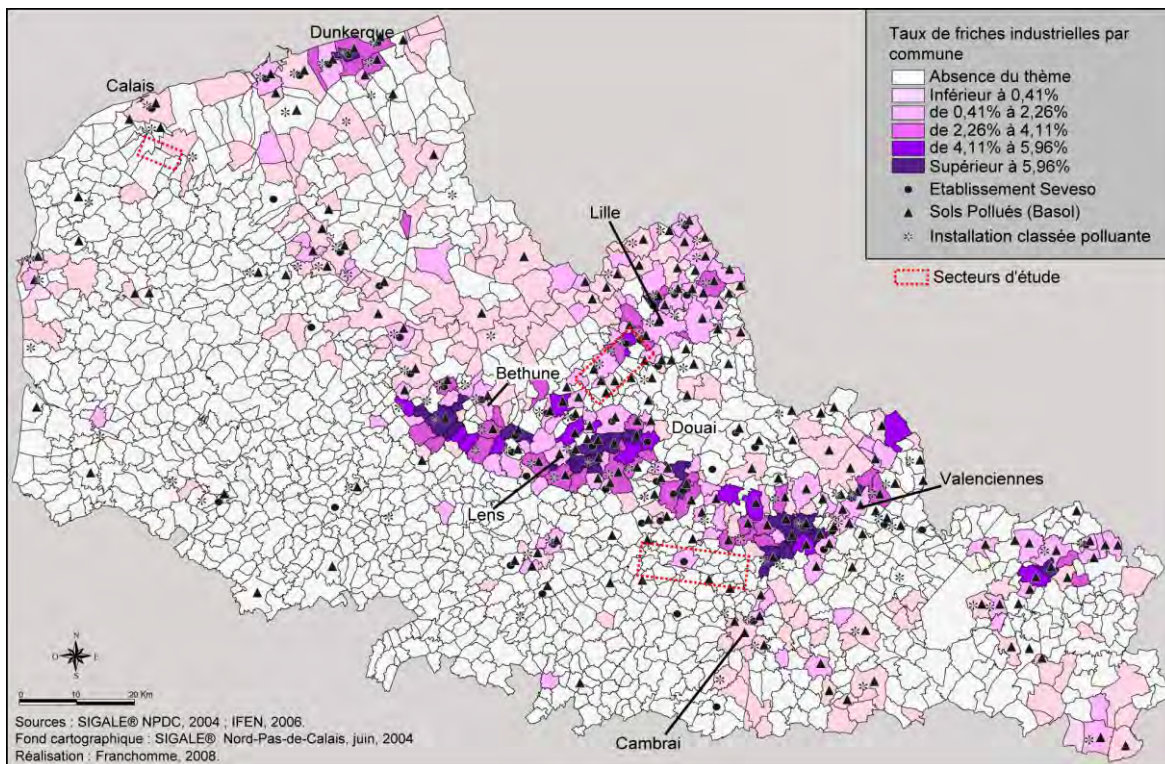 Dunkerque
Calais
Lille
Bethune
Douai
Lens
Valenciennes
Cambrai
Taux de friches industrielles par
commune
Absence du thème
Inférieur à 0,41%
de 0,41% à 2,26%
de 2,26% à 4,11%
de 4,11% à 5,96%
Supérieur à 5,96%
Etablissement Seveso
Sols Pollués (Basol)
Installation classée polluante
Secteurs d'étude
N
O E
S
0 10 20 Km
Sources : SIGALE® NPDC, 2004 ; IFEN, 2006.
Fond cartographique : SIGALE® Nord-Pas-de-Calais, juin, 2004
Réalisation : Franchomme, 2008.